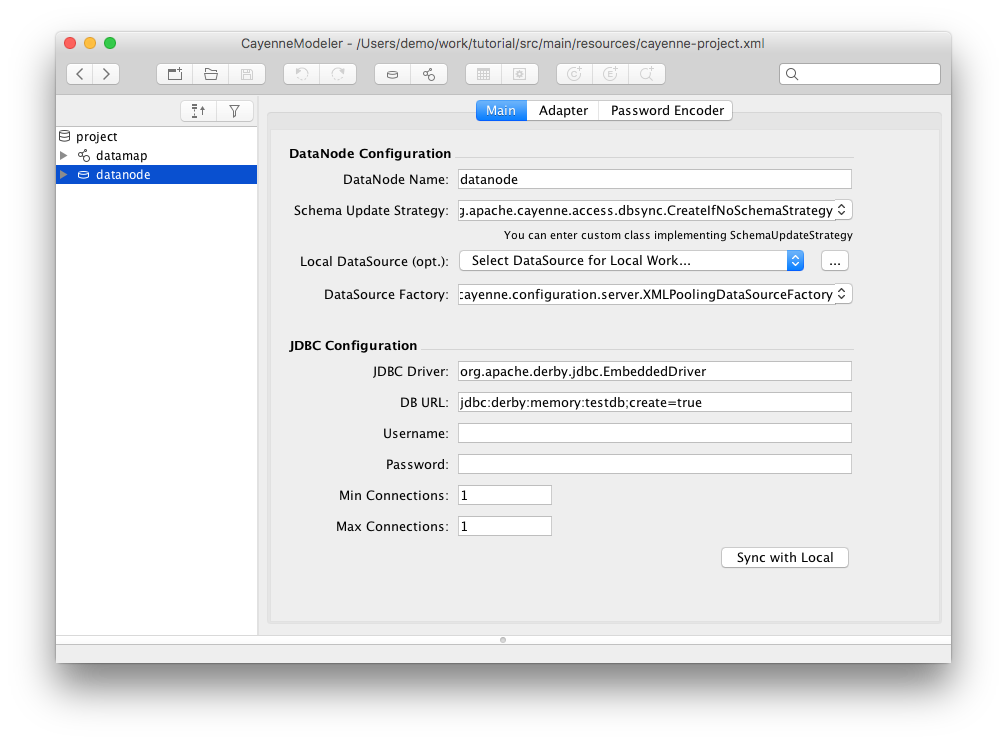 CayenneModeler - /Users/demo/work/tutorial/src/main/resources/cayenne-project.xml
Main Adapter Password Encoder
project
datamap
datanode
DataNode Configuration
DataNode Name: datanode
Schema Update Strategy: g.apache.cayenne.access.dbsync.CreateIfNoSchemaStrategy
You can enter custom class implementing SchemaUpdateStrategy
Local DataSource (opt.): Select DataSource for Local Work... ...
DataSource Factory: cayenne.configuration.server.XMLPoolingDataSourceFactory
JDBC Configuration
JDBC Driver: org.apache.derby.jdbc.EmbeddedDriver
DB URL: jdbc:derby:memory:testdb;create=true
Username:
Password:
Min Connections: 1
Max Connections: 1
Sync with Local